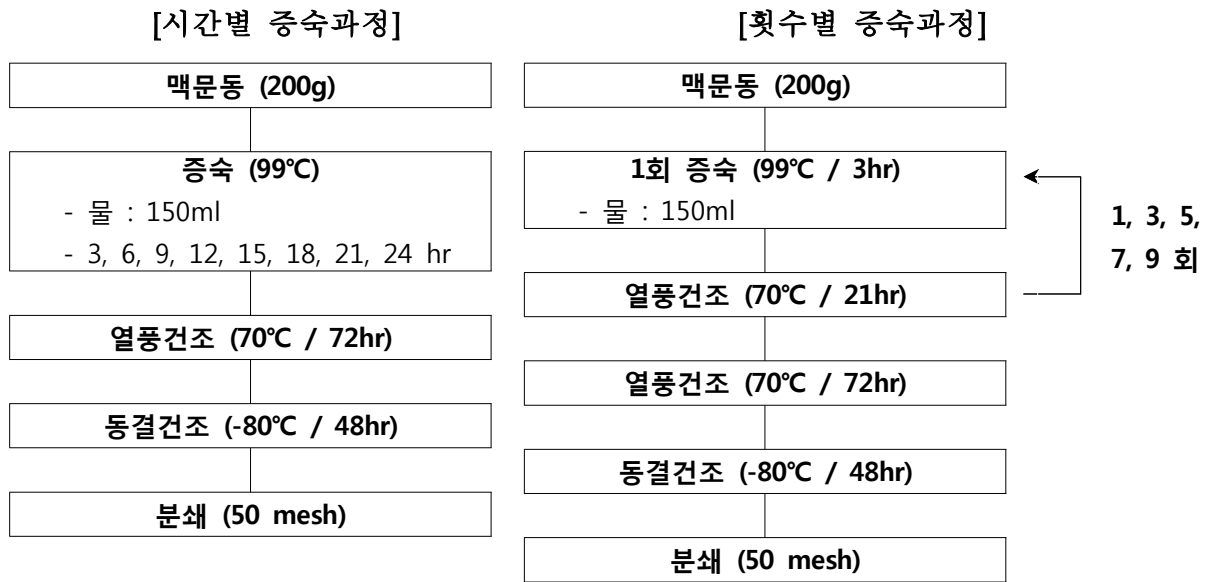 [시간별 증숙과정]
맥문동 (200g)
증숙 (99℃)
- 물 : 150ml
- 3, 6, 9, 12, 15, 18, 21, 24 hr
열풍건조 (70℃ / 72hr)
동결건조 (-80℃ / 48hr)
분쇄 (50 mesh)
[횟수별 증숙과정]
맥문동 (200g)
1회 증숙 (99℃ / 3hr)
- 물 : 150ml
열풍건조 (70℃ / 21hr)
1, 3, 5,
7, 9 회
열풍건조 (70℃ / 72hr)
동결건조 (-80℃ / 48hr)
분쇄 (50 mesh)